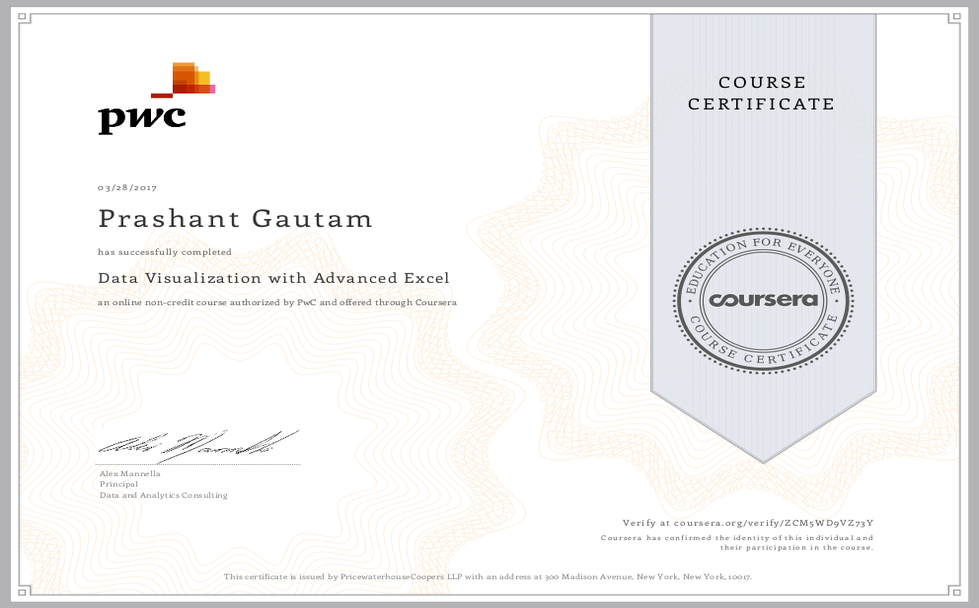 pwc
COURSE
CERTIFICATE
03/28/2017
Prashant Gautam
has successfully completed
Data Visualization with Advanced Excel
an online non-credit course authorized by PwC and offered through Coursera
EDUCATION FOR EVERYONE
coursera
COURSE CERTIFICATE
Alex Mannella
Principal
Data and Analytics Consulting
Verify at coursera.org/verify/ZCM5WD9VZ73Y
Coursera has confirmed the identity of this individual and
their participation in the course.
This certificate is issued by PricewaterhouseCoopers LLP with an address at 300 Madison Avenue, New York, New York, 10017.